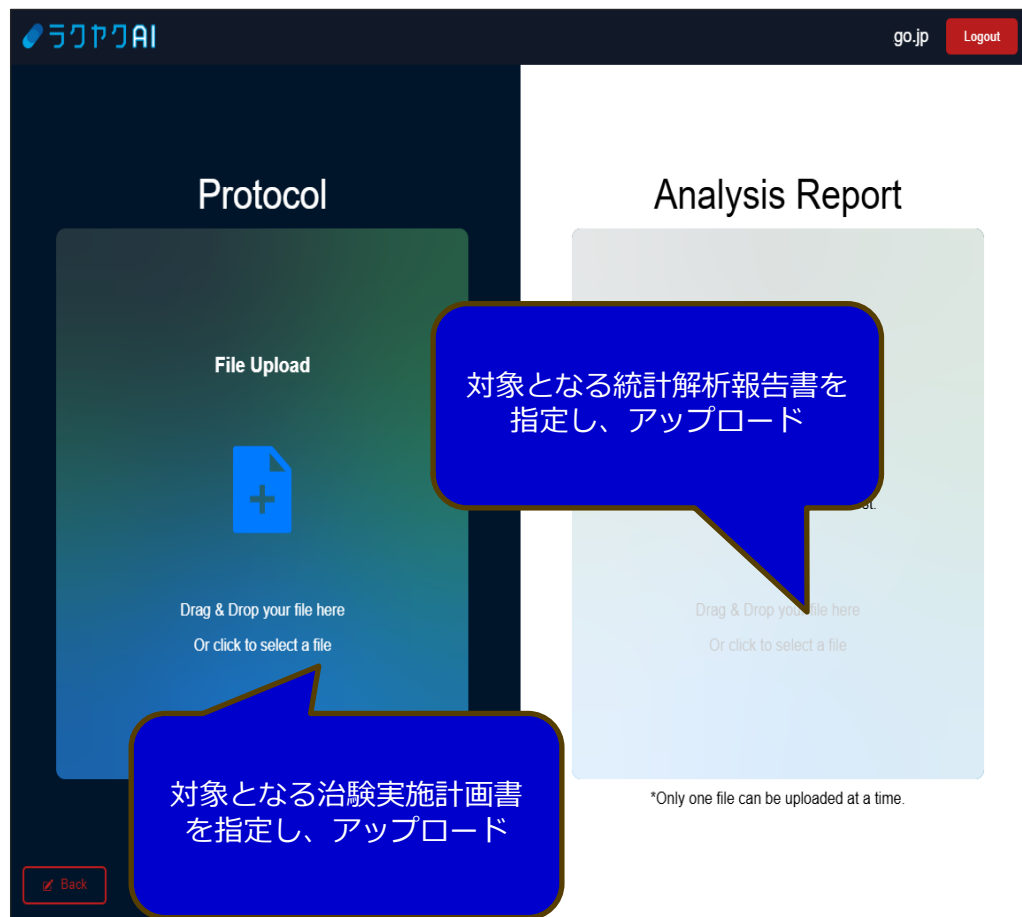 ラクヤクAI
go.jp
Logout
Protocol
File Upload
Drag & Drop your file here
Or click to select a file
対象となる治験実施計画書
を指定し、アップロード
Back
Analysis Report
対象となる統計解析報告書を
指定し、アップロード
Drag & Drop your file here
Or click to select a file
*Only one file can be uploaded at a time.